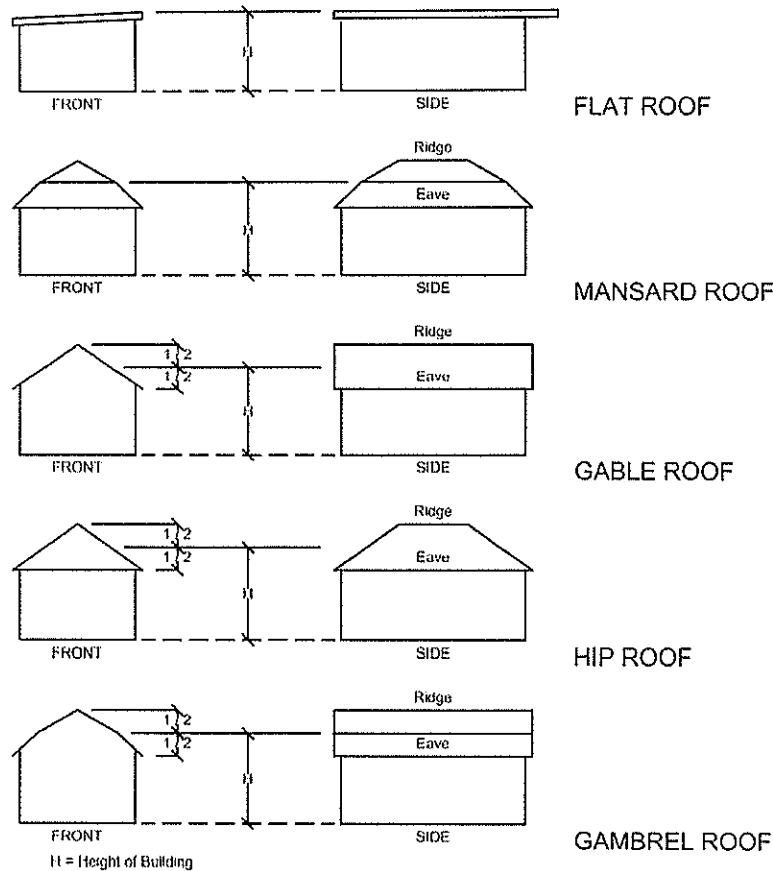 H
FRONT
SIDE
FLAT ROOF
Ridge
Eave
H
FRONT
SIDE
MANSARD ROOF
Ridge
1/2
1/2
Eave
H
FRONT
SIDE
GABLE ROOF
Ridge
1/2
1/2
Eave
H
FRONT
SIDE
HIP ROOF
Ridge
1/2
1/2
Eave
H
FRONT
SIDE
GAMBREL ROOF
H = Height of Building